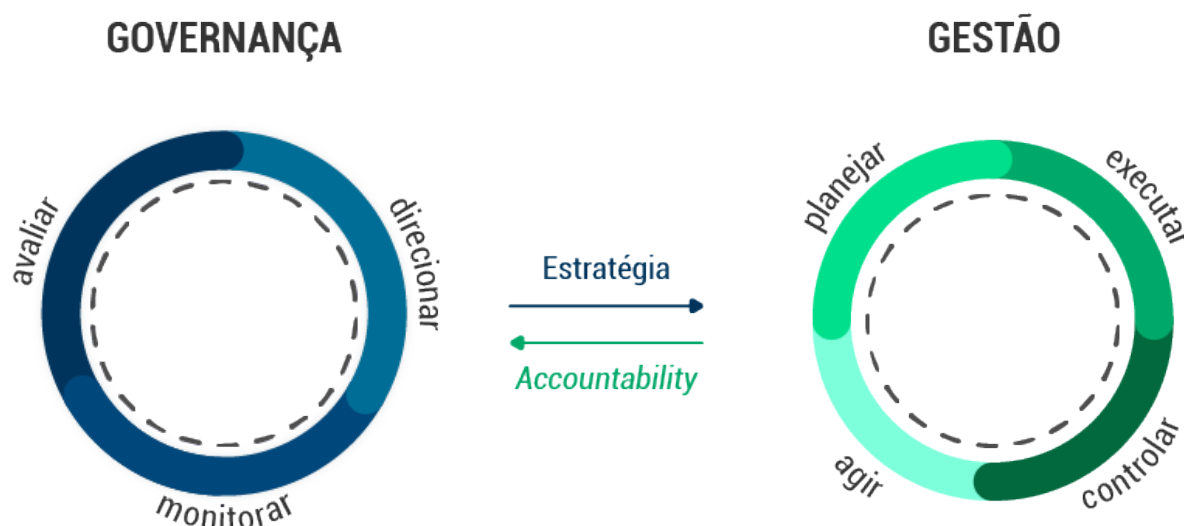 GOVERNANÇA
GESTÃO
avaliar
direcionar
monitorar
Estratégia
Accountability
planejar
executar
agir
controlar